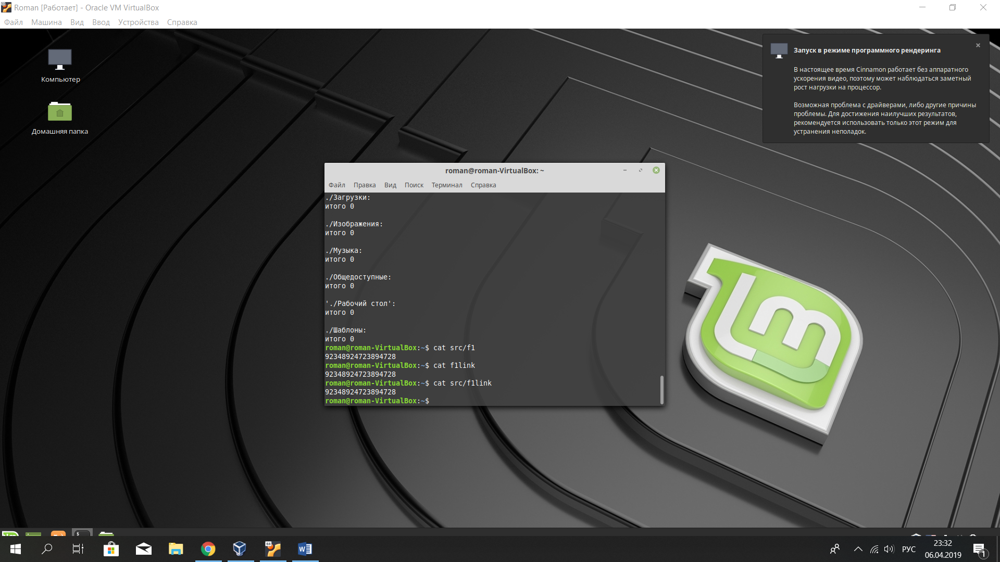 Roman [Работает] - Oracle VM VirtualBox
Файл Машина Вид Ввод Устройства Справка
Компьютер
Домашняя папка
Запуск в режиме программного рендеринга
В настоящее время Cinnamon работает без аппаратного
ускорения видео, поэтому может наблюдаться заметный
рост нагрузки на процессор.
Возможная проблема с драйверами, либо другие причины
проблемы. Для достижения наилучших результатов,
рекомендуется использовать только этот режим для
устранения неполадок.
roman@roman-VirtualBox: ~
Файл Правка Вид Поиск Терминал Справка
./Загрузки:
итого 0
./Изображения:
итого 0
./Музыка:
итого 0
./Общедоступные:
итого 0
'./Рабочий стол':
итого 0
./Шаблоны:
итого 0
roman@roman-VirtualBox:~$ cat src/f1
92348924723894728
roman@roman-VirtualBox:~$ cat f1link
92348924723894728
roman@roman-VirtualBox:~$ cat src/f1link
92348924723894728
roman@roman-VirtualBox:~$
64
W
РУС
23:32
06.04.2019
1